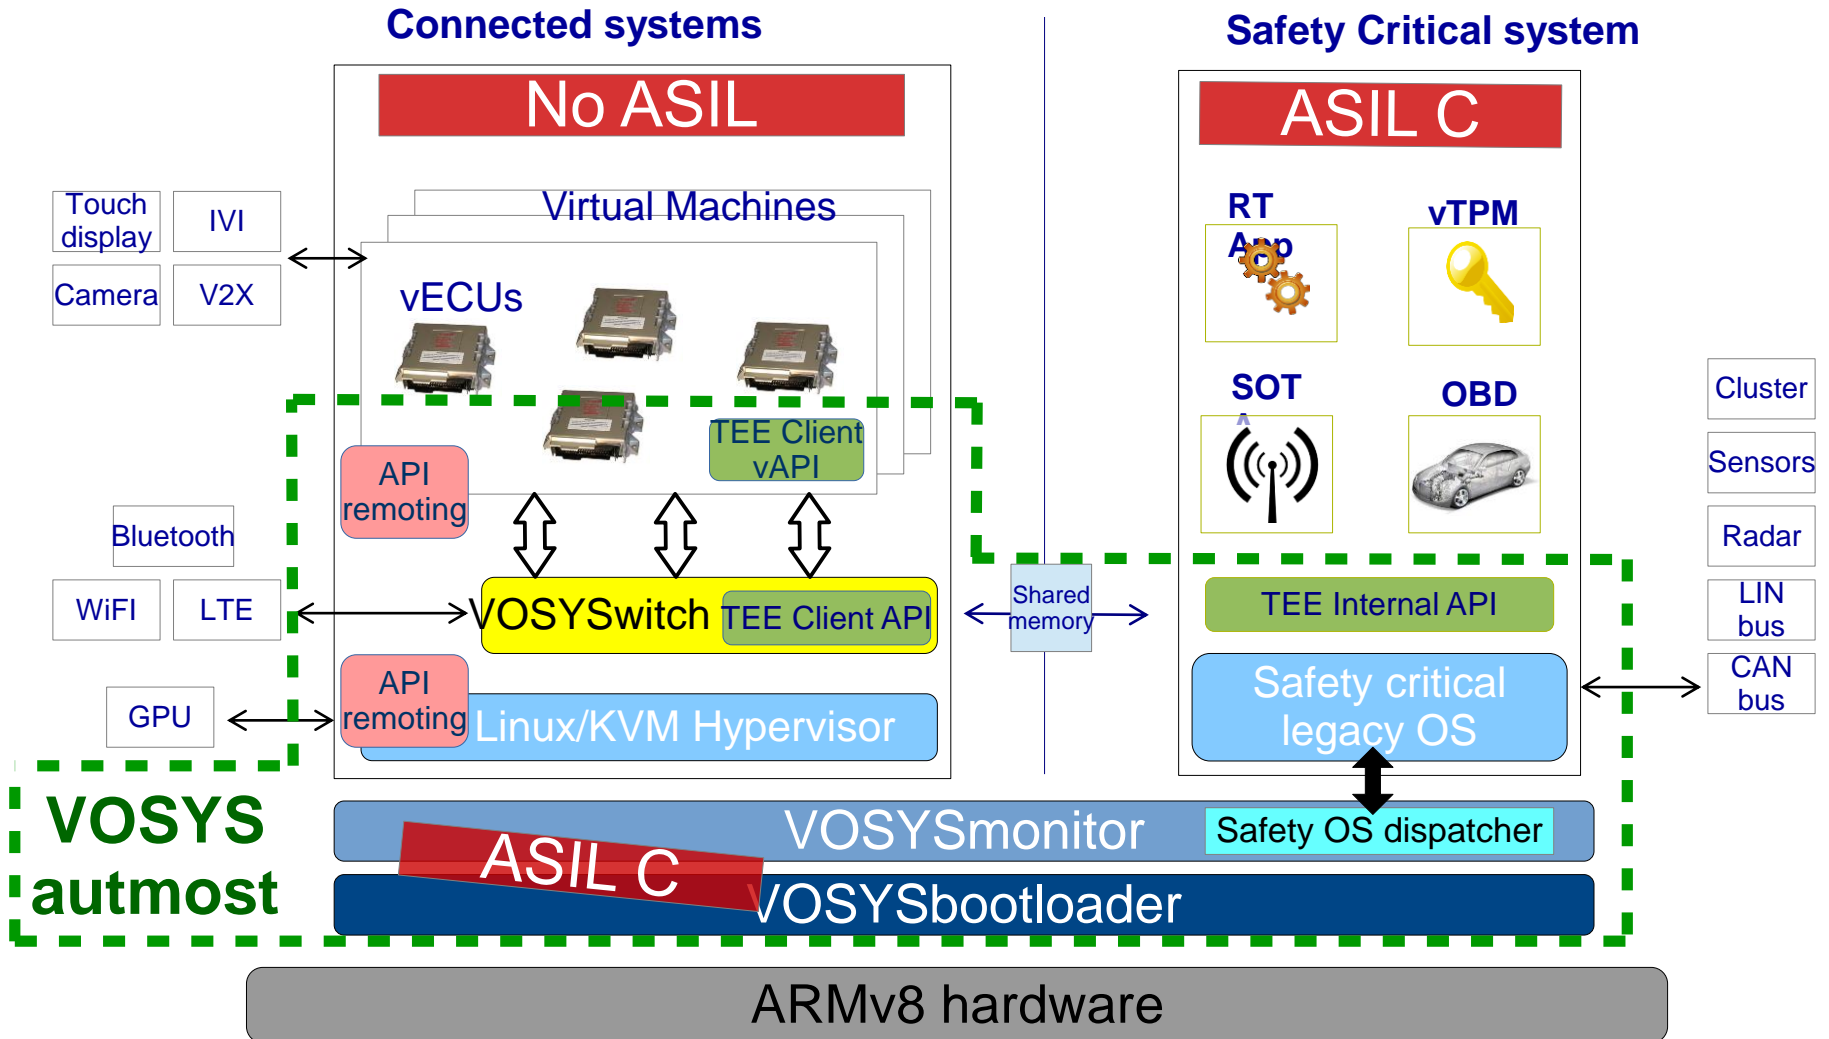 Connected systems
Safety Critical system
No ASIL
ASIL C
Virtual Machines
vECUs
Touch
display
IVI
Camera
V2X
RT
App
vTPM
SOT
A
OBD
TEE Client
vAPI
API
remoting
Cluster
Sensors
Radar
LIN
bus
CAN
bus
Bluetooth
WiFI
LTE
VOSYSwitch
TEE Client API
Shared
memory
TEE Internal API
API
remoting
GPU
Linux/KVM Hypervisor
Safety critical
legacy OS
VOSYS
autmost
VOSYSmonitor
Safety OS dispatcher
ASIL C
VOSYSbootloader
ARMv8 hardware